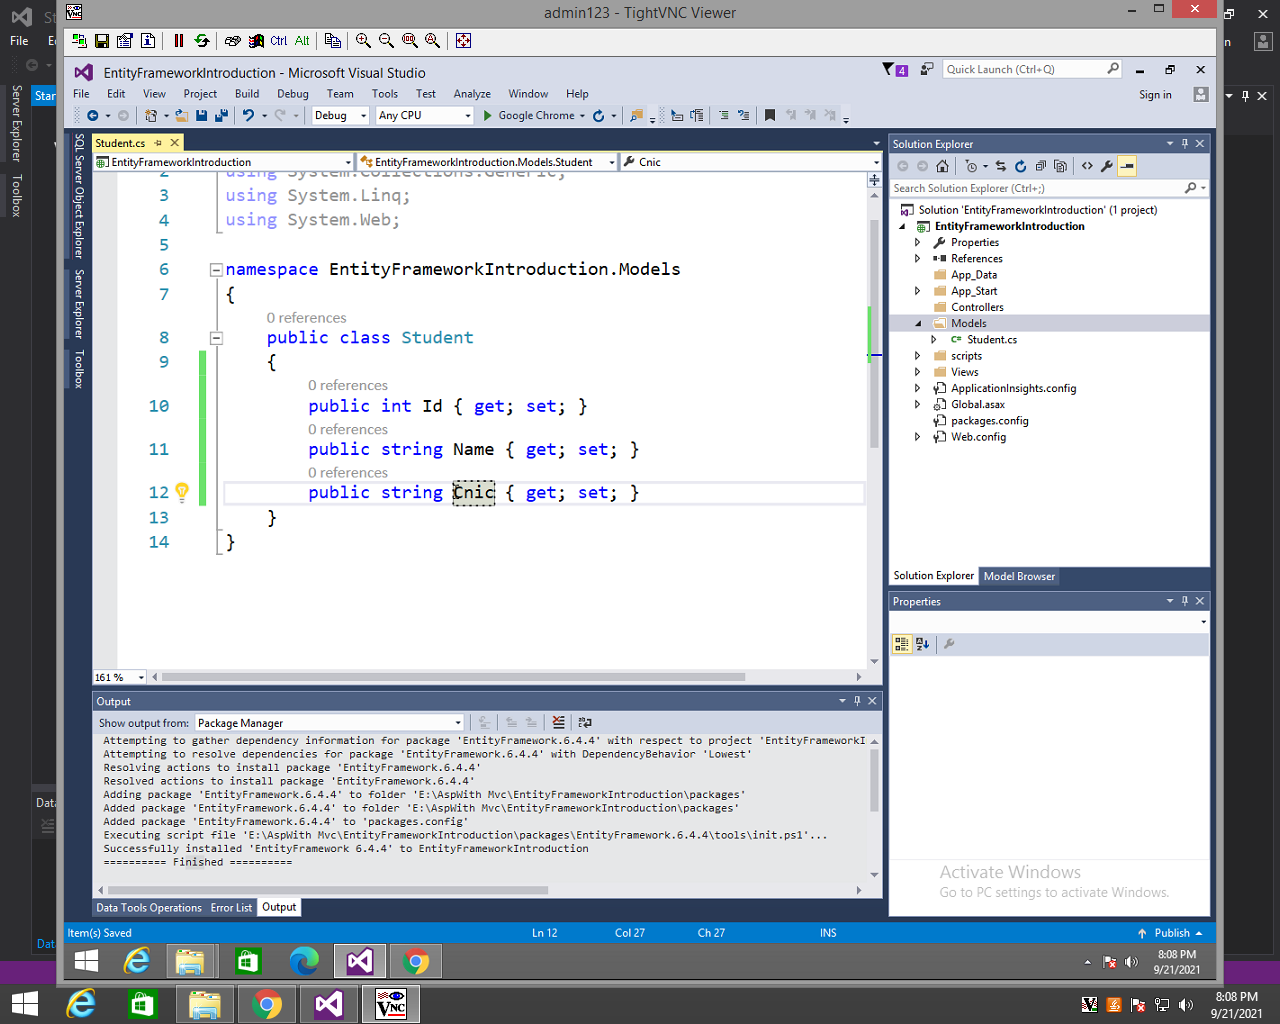 admin123 - TightVNC Viewer
Ctrl Alt
EntityFrameworkIntroduction - Microsoft Visual Studio
4
Quick Launch (Ctrl+Q)
File Edit View Project Build Debug Team Tools Test Analyze Window Help
Sign in
Debug Any CPU Google Chrome
File
Server Explorer
Toolbox
Star
SQL Server Object Explorer
Server Explorer
Toolbox
Student.cs
EntityFrameworkIntroduction EntityFrameworkIntroduction.Models.Student Cnic
2 using System.Collections.Generic;
3 using System.Linq;
4 using System.Web;
5
6 namespace EntityFrameworkIntroduction.Models
7 {
0 references
8 public class Student
9 {
0 references
10 public int Id { get; set; }
0 references
11 public string Name { get; set; }
0 references
12 public string Cnic { get; set; }
13 }
14 }
161 %
Solution Explorer
Search Solution Explorer (Ctrl+;)
Solution 'EntityFrameworkIntroduction' (1 project)
EntityFrameworkIntroduction
Properties
References
App_Data
App_Start
Controllers
Models
Student.cs
scripts
Views
ApplicationInsights.config
Global.asax
packages.config
Web.config
Solution Explorer Model Browser
Properties
Output
Show output from: Package Manager
Attempting to gather dependency information for package 'EntityFramework.6.4.4' with respect to project 'EntityFrameworkI
Attempting to resolve dependencies for package 'EntityFramework.6.4.4' with DependencyBehavior 'Lowest'
Resolving actions to install package 'EntityFramework.6.4.4'
Resolved actions to install package 'EntityFramework.6.4.4'
Adding package 'EntityFramework.6.4.4' to folder 'E:\AspWith Mvc\EntityFrameworkIntroduction\packages'
Added package 'EntityFramework.6.4.4' to folder 'E:\AspWith Mvc\EntityFrameworkIntroduction\packages'
Added package 'EntityFramework.6.4.4' to 'packages.config'
Executing script file 'E:\AspWith Mvc\EntityFrameworkIntroduction\packages\EntityFramework.6.4.4\tools\init.ps1'...
Successfully installed 'EntityFramework 6.4.4' to EntityFrameworkIntroduction
========== Finished ==========
Data Tools Operations Error List Output
Activate Windows
Go to PC settings to activate Windows.
Item(s) Saved Ln 12 Col 27 Ch 27 INS Publish
8:08 PM
9/21/2021
Data
Dat
8:08 PM
9/21/2021